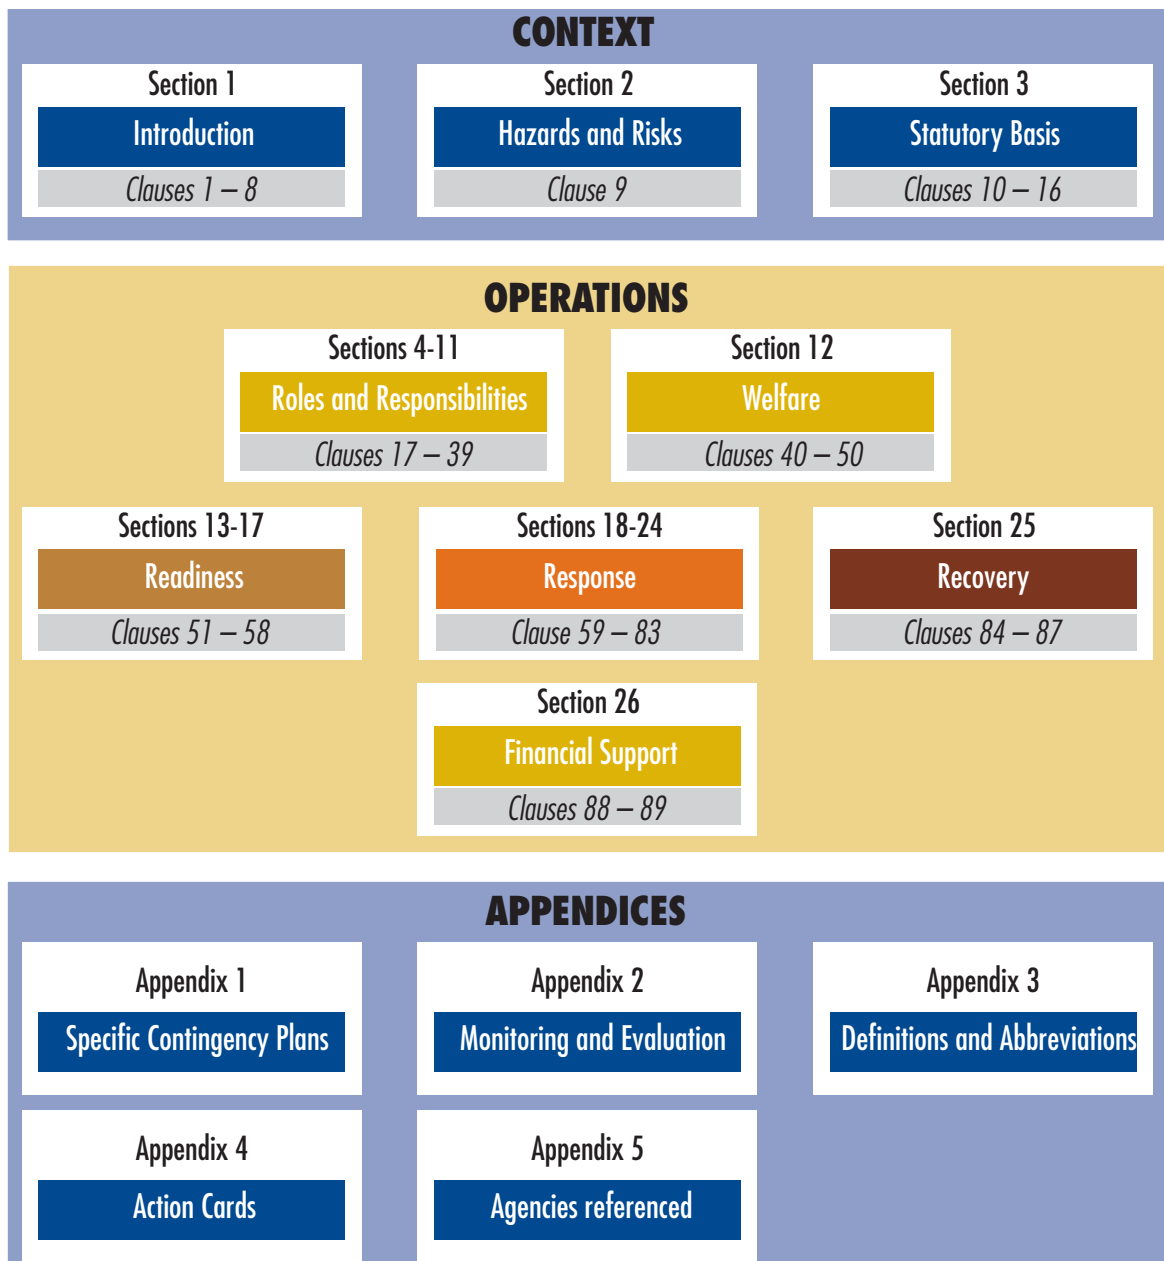 CONTEXT
Section 1
Introduction
Clauses 1 – 8
Section 2
Hazards and Risks
Clause 9
Section 3
Statutory Basis
Clauses 10 – 16
OPERATIONS
Sections 4-11
Roles and Responsibilities
Clauses 17 – 39
Section 12
Welfare
Clauses 40 – 50
Sections 13-17
Readiness
Clauses 51 – 58
Sections 18-24
Response
Clause 59 – 83
Section 25
Recovery
Clauses 84 – 87
Section 26
Financial Support
Clauses 88 – 89
APPENDICES
Appendix 1
Specific Contingency Plans
Appendix 2
Monitoring and Evaluation
Appendix 3
Definitions and Abbreviations
Appendix 4
Action Cards
Appendix 5
Agencies referenced